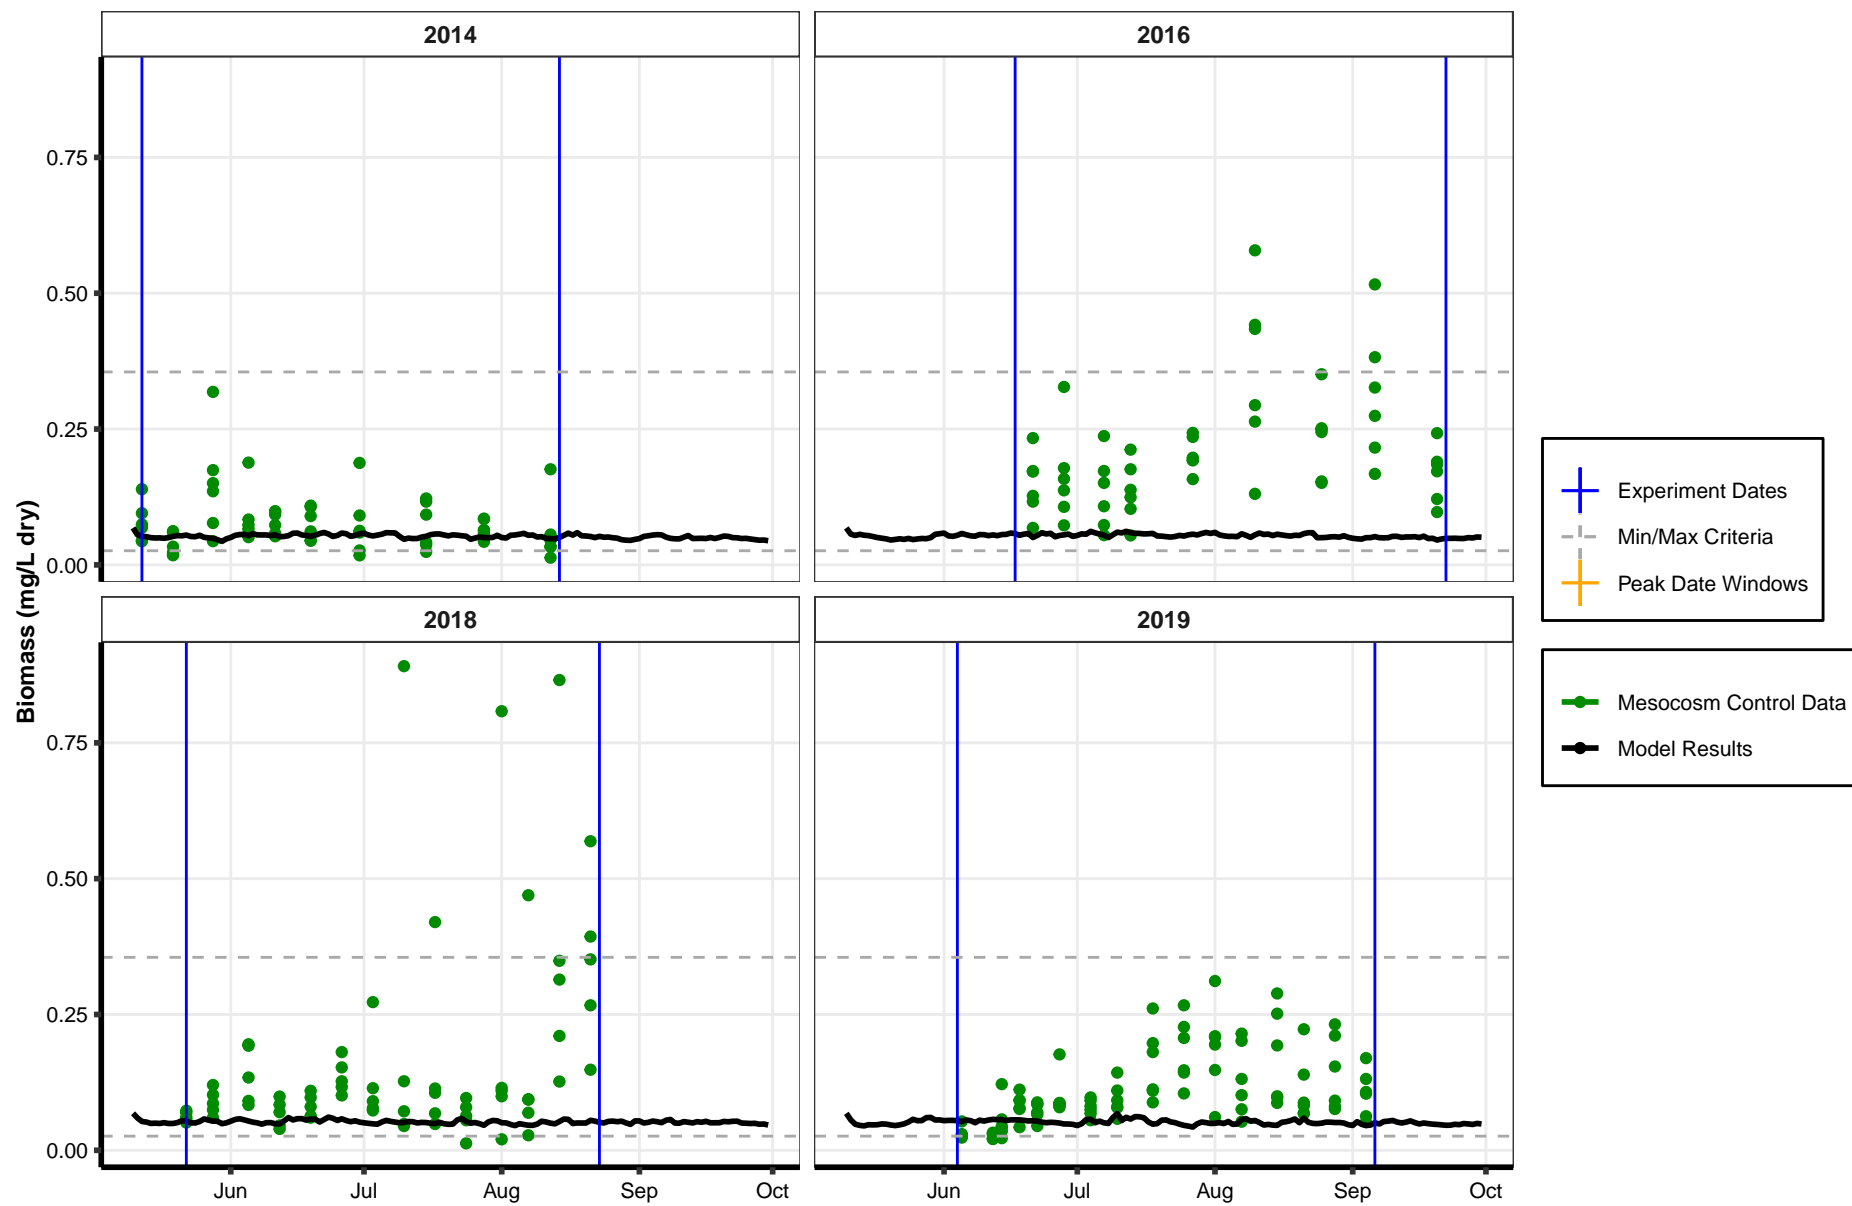 2014
2016
0.75
0.50
0.25
0.00
2018
2019
0.75
0.50
0.25
0.00
Jun
Jul
Aug
Sep
Oct
Jun
Jul
Aug
Sep
Oct
Biomass (mg/L dry)
Experiment Dates
Min/Max Criteria
Peak Date Windows
Mesocosm Control Data
Model Results